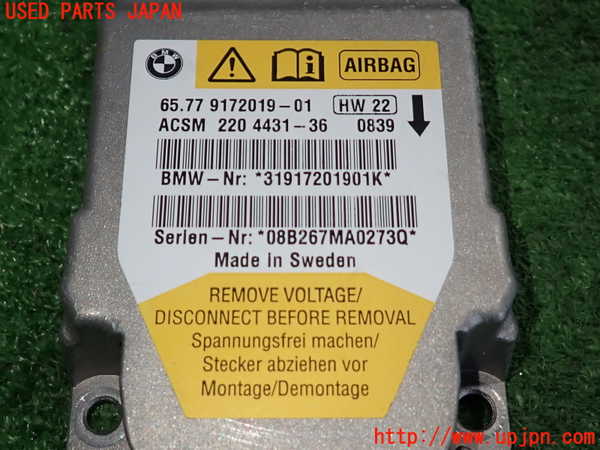 USED PARTS JAPAN
BMW
AIRBAG
65.77 9172019-01 HW 22
ACSM 220 4431-36 0839
BMW-Nr: *31917201901K*
Serien-Nr: *08B267MA0273Q*
Made in Sweden
REMOVE VOLTAGE/
DISCONNECT BEFORE REMOVAL
Spannungsfrei machen/
Stecker abziehen vor
Montage/Demontage
UPJ
http://www.upjpn.com/